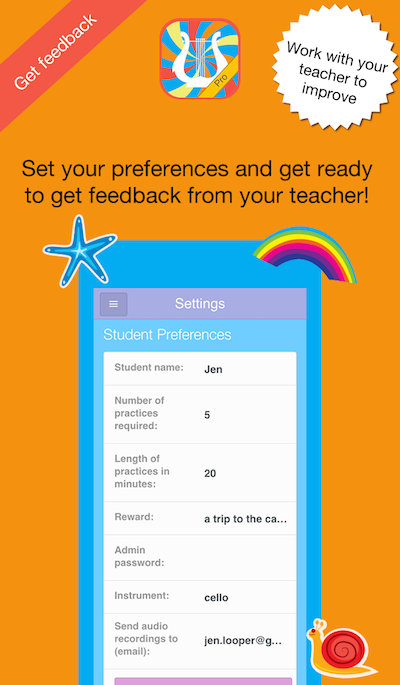 Get feedback
Pro
Work with your
teacher to
improve
Set your preferences and get ready
to get feedback from your teacher!
Settings
Student Preferences
Student name: Jen
Number of
practices
required: 5
Length of
practices in
minutes: 20
Reward: a trip to the ca...
Admin
password:
Instrument: cello
Send audio
recordings to
(email): jen.looper@g...